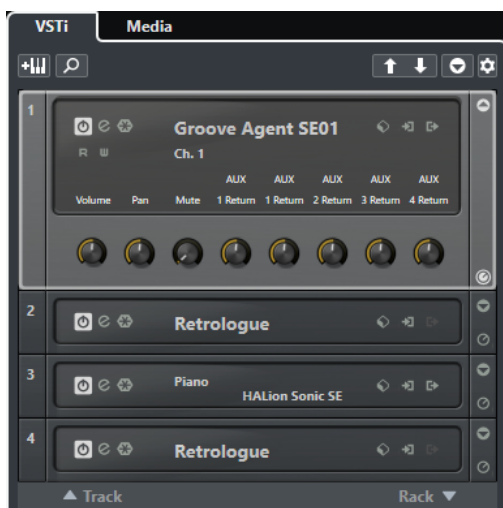 VSTi Media
1
Groove Agent SE01
R W Ch. 1
AUX AUX AUX AUX AUX
Volume Pan Mute 1 Return 1 Return 2 Return 3 Return 4 Return
2
Retrologue
3
Piano
HALion Sonic SE
4
Retrologue
Track Rack